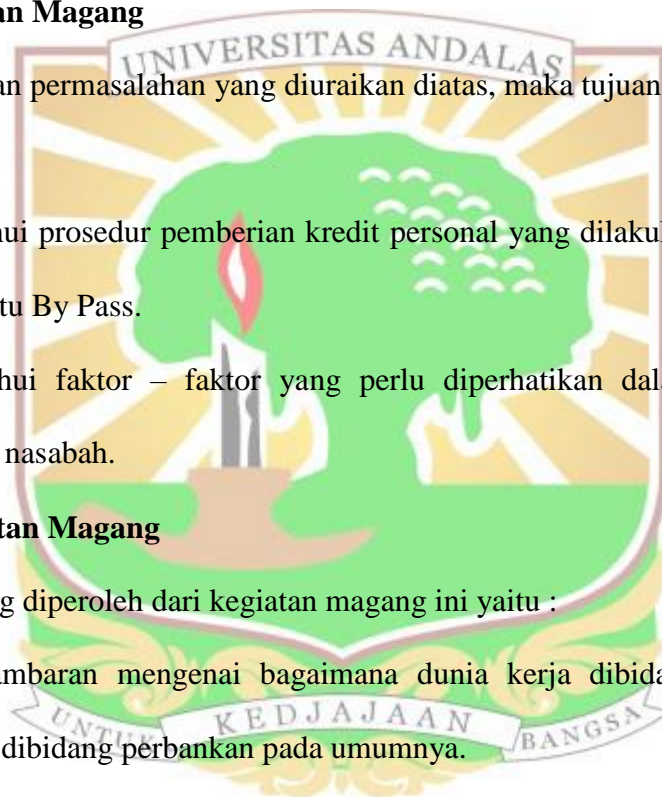 an Magang
UNIVERSITAS ANDALAS
an permasalahan yang diuraikan diatas, maka tujuan
ui prosedur pemberian kredit personal yang dilakuk
tu By Pass.
hui faktor – faktor yang perlu diperhatikan dala
nasabah.
tan Magang
g diperoleh dari kegiatan magang ini yaitu :
ambaran mengenai bagaimana dunia kerja dibida
UNTUK KEDJAJAAN BANGSA
dibidang perbankan pada umumnya.